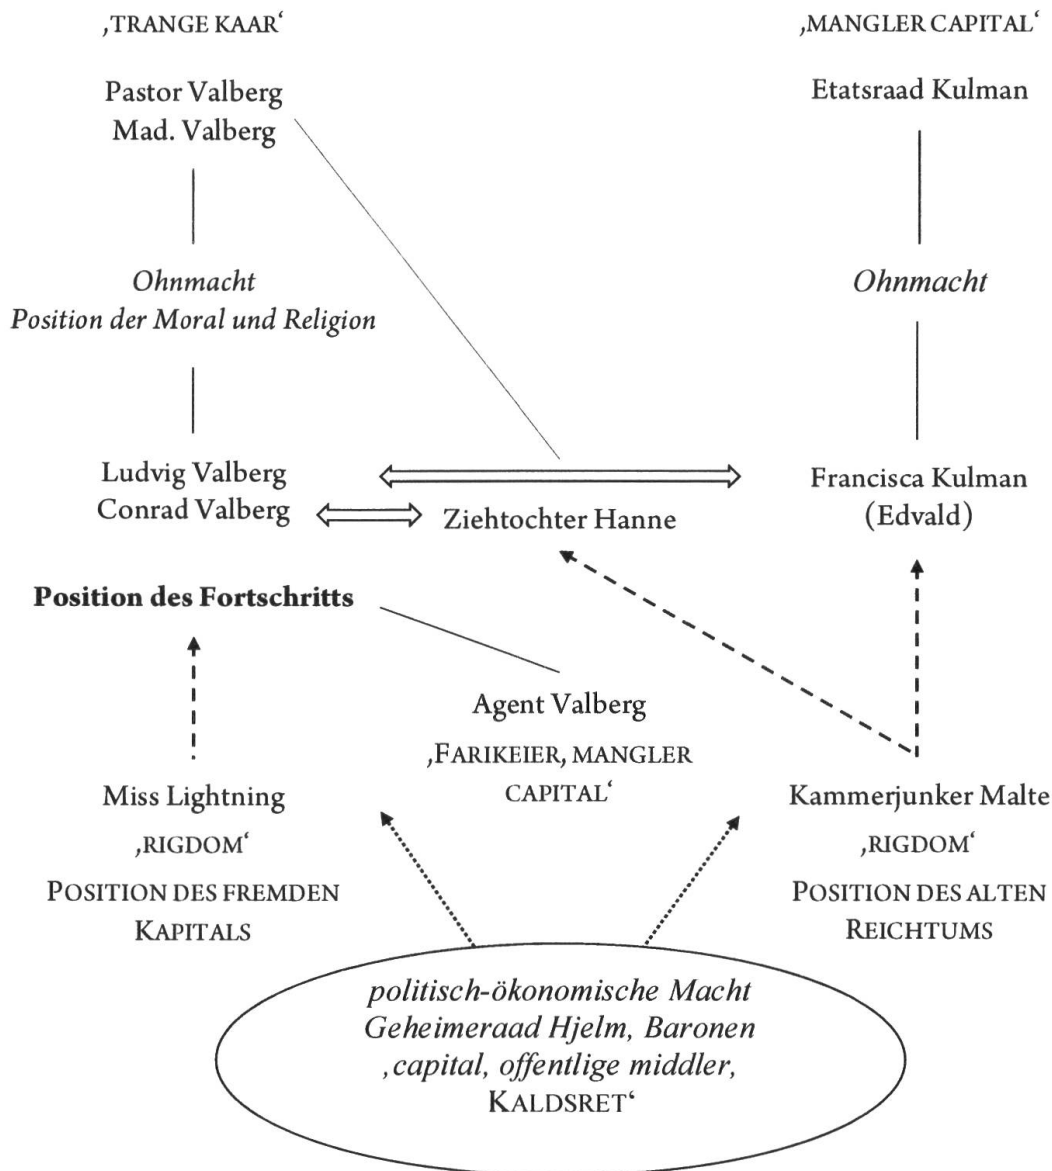 ‚TRANGE KAAR‘
‚MANGLER CAPITAL‘
Pastor Valberg
Mad. Valberg
Etatsraad Kulman
Ohnmacht
Position der Moral und Religion
Ohnmacht
Ludvig Valberg
Conrad Valberg
Ziehtochter Hanne
Francisca Kulman
(Edvald)
Position des Fortschritts
Agent Valberg
‚FARIKEIER, MANGLER
CAPITAL‘
Miss Lightning
‚RIGDOM‘
POSITION DES FREMDEN
KAPITALS
Kammerjunker Malte
‚RIGDOM‘
POSITION DES ALTEN
REICHTUMS
politisch-ökonomische Macht
Geheimeraad Hjelm, Baronen
‚capital, offentlige middler,
KALDSRET‘